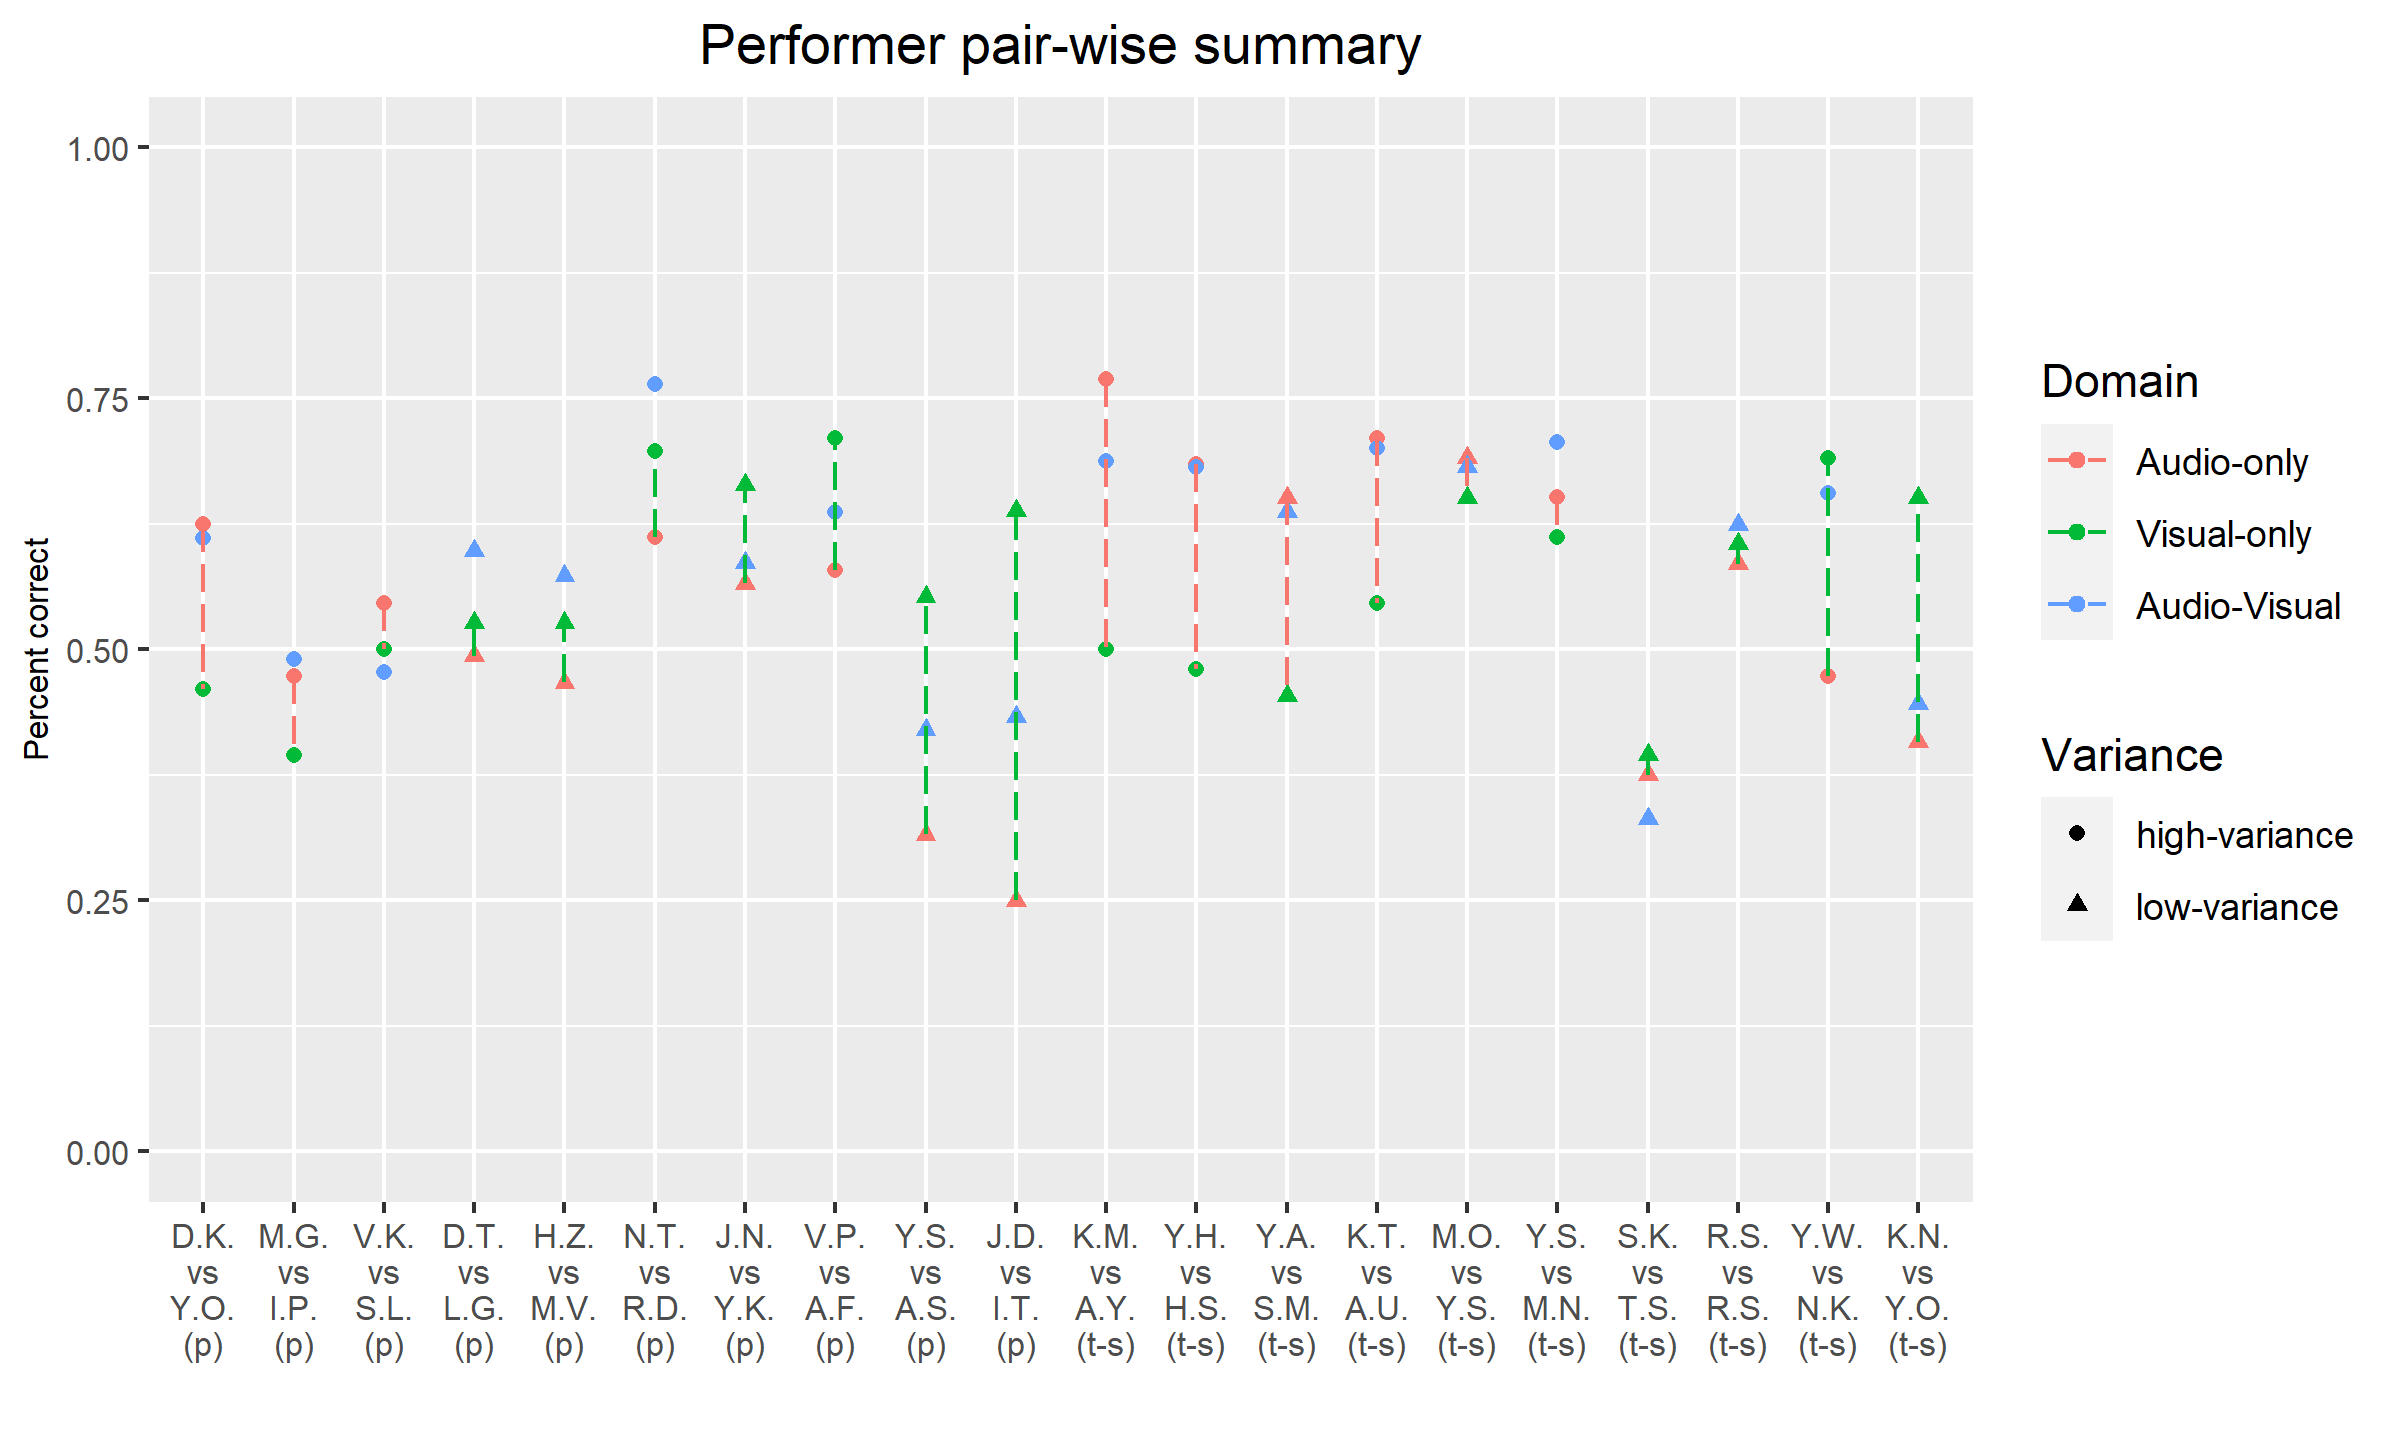 Performer pair-wise summary
Percent correct
1.00
0.75
0.50
0.25
0.00
D.K. M.G. V.K. D.T. H.Z. N.T. J.N. V.P. Y.S. J.D. K.M. Y.H. Y.A. K.T. M.O. Y.S. S.K. R.S. Y.W. K.N.
vs vs vs vs vs vs vs vs vs vs vs vs vs vs vs vs vs vs vs vs
Y.O. I.P. S.L. L.G. M.V. R.D. Y.K. A.F. A.S. I.T. A.Y. H.S. S.M. A.U. Y.S. M.N. T.S. R.S. N.K. Y.O.
(p) (p) (p) (p) (p) (p) (p) (p) (p) (p) (t-s) (t-s) (t-s) (t-s) (t-s) (t-s) (t-s) (t-s) (t-s) (t-s)
Domain
Audio-only
Visual-only
Audio-Visual
Variance
high-variance
low-variance